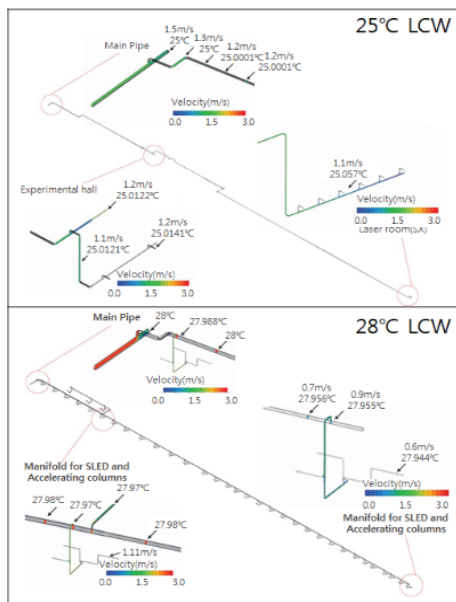 25℃ LCW
1.5m/s
25℃
Main Pipe
1.3m/s
25℃
1.2m/s
25.0001℃
1.2m/s
25.0001℃
Velocity(m/s)
0.0 1.5 3.0
Experimental hall
1.2m/s
25.0122℃
1.2m/s
25.0141℃
1.1m/s
25.0121℃
Velocity(m/s)
0.0 1.5 3.0
1.1m/s
25.057℃
Velocity(m/s)
0.0 1.5 3.0
Laser room(SX)
28℃ LCW
Main Pipe
28℃
27.988℃
28℃
Velocity(m/s)
0.0 1.5 3.0
0.7m/s
27.956℃
0.9m/s
27.955℃
0.6m/s
27.944℃
Velocity(m/s)
0.0 1.5 3.0
Manifold for SLED and
Accelerating columns
Manifold for SLED and
Accelerating columns
27.98℃
27.97℃
27.97℃
27.98℃
1.11m/s
Velocity(m/s)
0.0 1.5 3.0